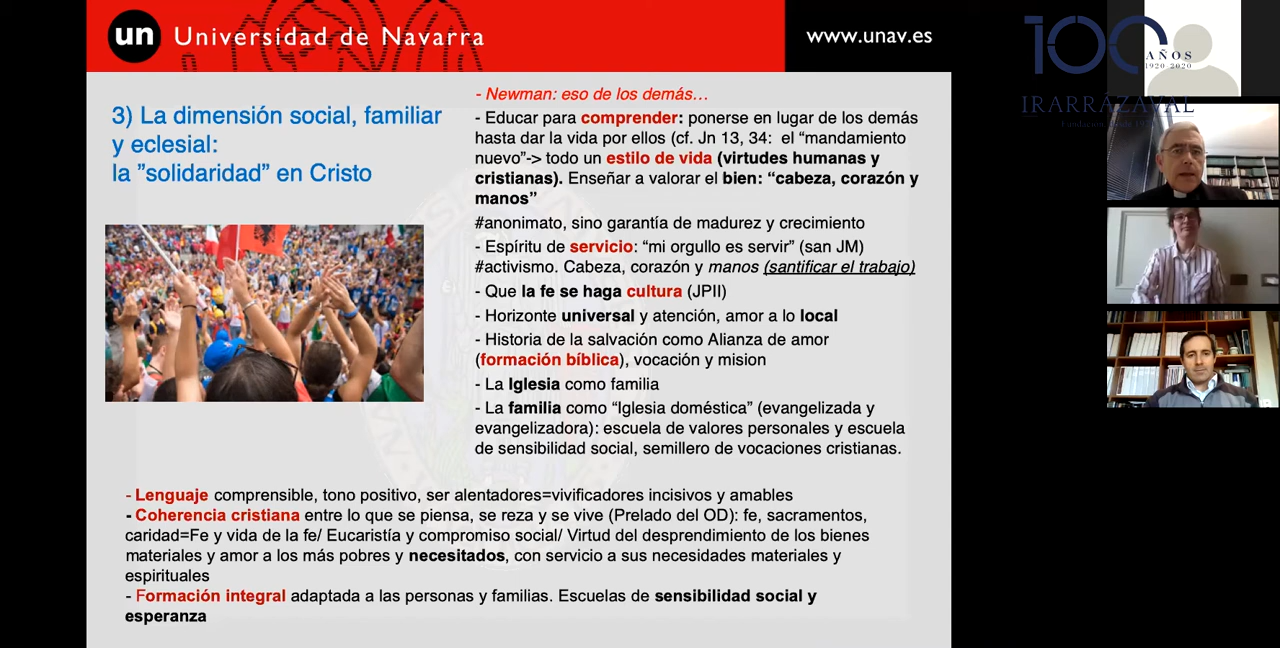 un Universidad de Navarra
www.unav.es
100
AÑOS
1920-2020
IRARRÁZAVAL
3) La dimensión social, familiar
y eclesial:
la ”solidaridad” en Cristo
- Newman: eso de los demás…
- Educar para comprender: ponerse en lugar de los demás
hasta dar la vida por ellos (cf. Jn 13, 34: el “mandamiento
nuevo”-> todo un estilo de vida (virtudes humanas y
cristianas). Enseñar a valorar el bien: “cabeza, corazón y
manos”
#anonimato, sino garantía de madurez y crecimiento
- Espíritu de servicio: “mi orgullo es servir” (san JM)
#activismo. Cabeza, corazón y manos (santificar el trabajo)
- Que la fe se haga cultura (JPII)
- Horizonte universal y atención, amor a lo local
- Historia de la salvación como Alianza de amor
(formación bíblica), vocación y mision
- La Iglesia como familia
- La familia como “Iglesia doméstica” (evangelizada y
evangelizadora): escuela de valores personales y escuela
de sensibilidad social, semillero de vocaciones cristianas.
- Lenguaje comprensible, tono positivo, ser alentadores=vivificadores incisivos y amables
- Coherencia cristiana entre lo que se piensa, se reza y se vive (Prelado del OD): fe, sacramentos,
caridad=Fe y vida de la fe/ Eucaristía y compromiso social/ Virtud del desprendimiento de los bienes
materiales y amor a los más pobres y necesitados, con servicio a sus necesidades materiales y
espirituales
- Formación integral adaptada a las personas y familias. Escuelas de sensibilidad social y
esperanza